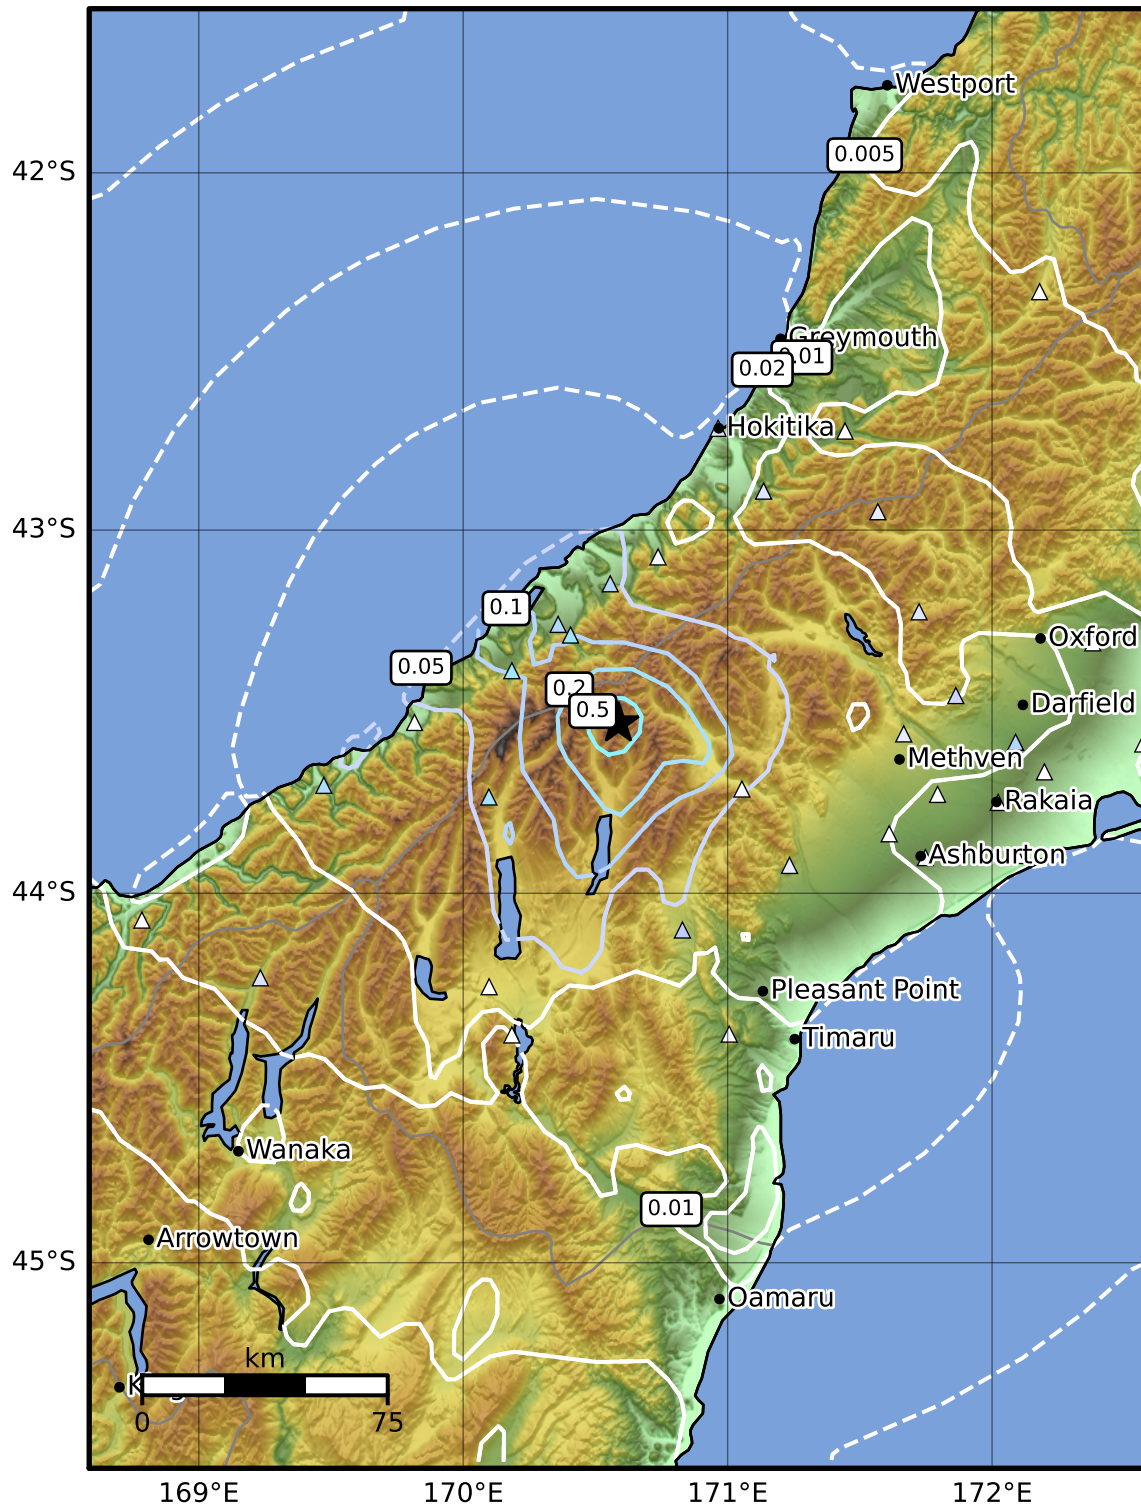 Westport
42°S
0.005
Greymouth
0.01
0.02
Hokitika
43°S
0.1
Oxford
0.05
0.2
0.5
Darfield
Methven
Rakaia
Ashburton
44°S
Pleasant Point
Timaru
Wanaka
0.01
Arrowtown
45°S
Oamaru
km
0
75
169°E
170°E
171°E
172°E